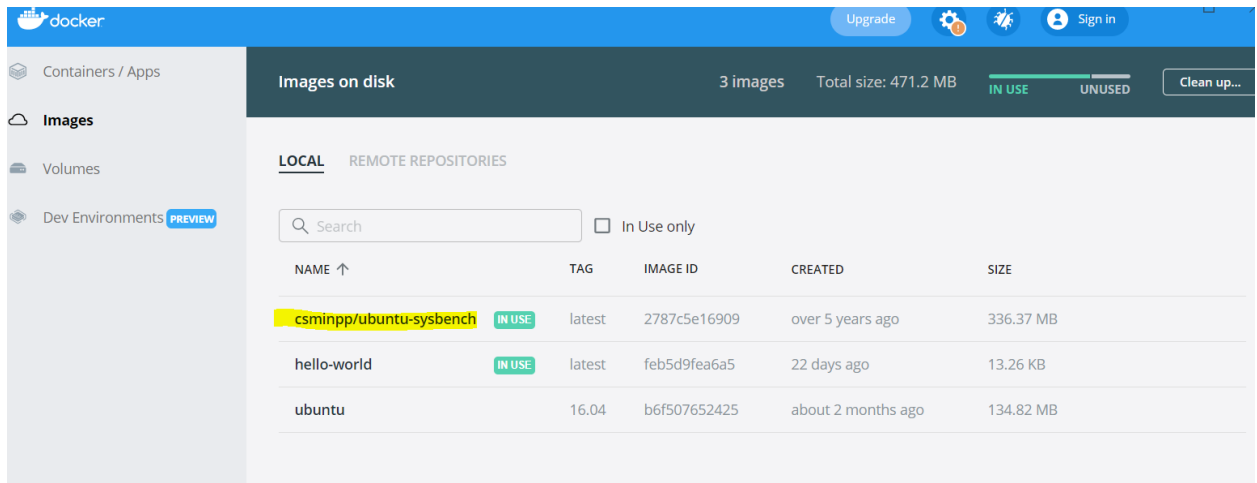 docker Upgrade Sign in
Containers / Apps
Images
Volumes
Dev Environments PREVIEW
Images on disk 3 images Total size: 471.2 MB IN USE UNUSED Clean up...
LOCAL REMOTE REPOSITORIES
Search In Use only
NAME TAG IMAGE ID CREATED SIZE
csminpp/ubuntu-sysbench IN USE latest 2787c5e16909 over 5 years ago 336.37 MB
hello-world IN USE latest feb5d9fea6a5 22 days ago 13.26 KB
ubuntu 16.04 b6f507652425 about 2 months ago 134.82 MB